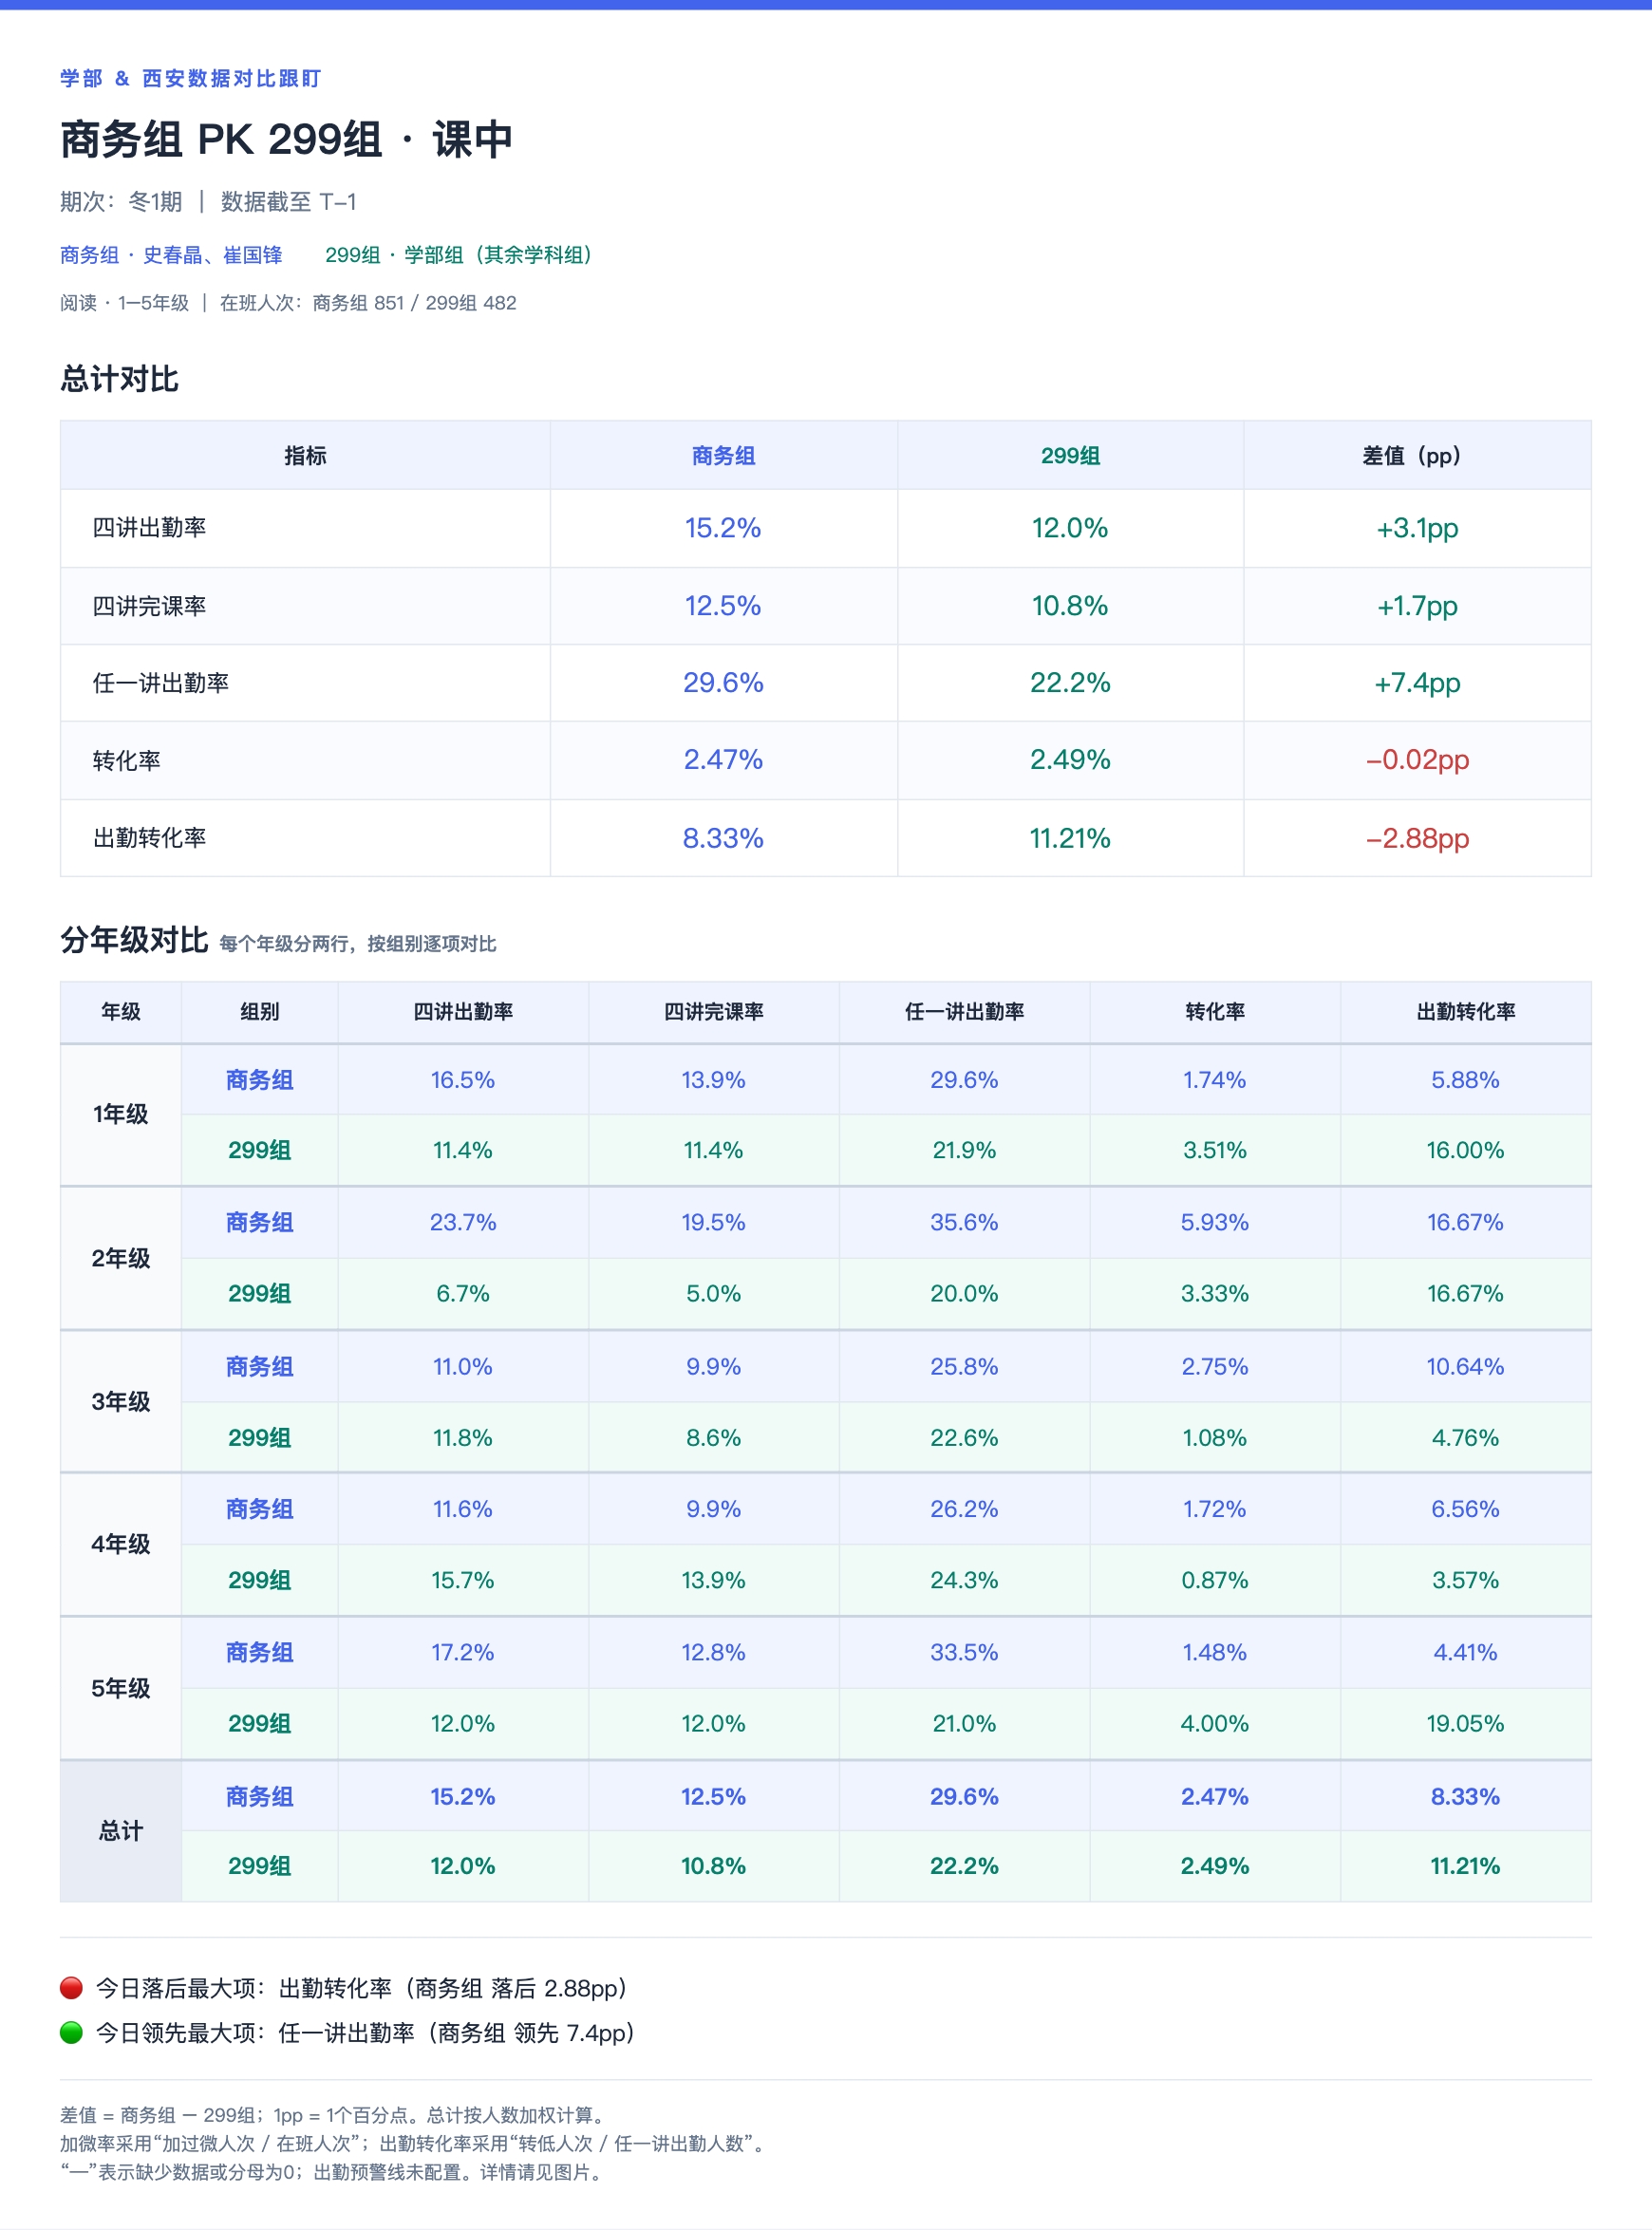 学部 & 西安数据对比跟盯
商务组 PK 299组 · 课中
期次：冬1期 ｜ 数据截至 T–1
商务组 · 史春晶、崔国锋 299组 · 学部组（其余学科组）
阅读 · 1—5年级 ｜ 在班人次：商务组 851 / 299组 482
总计对比
指标 商务组 299组 差值（pp）
四讲出勤率 15.2% 12.0% +3.1pp
四讲完课率 12.5% 10.8% +1.7pp
任一讲出勤率 29.6% 22.2% +7.4pp
转化率 2.47% 2.49% −0.02pp
出勤转化率 8.33% 11.21% −2.88pp
分年级对比 每个年级分两行，按组别逐项对比
年级 组别 四讲出勤率 四讲完课率 任一讲出勤率 转化率 出勤转化率
1年级
商务组 16.5% 13.9% 29.6% 1.74% 5.88%
299组 11.4% 11.4% 21.9% 3.51% 16.00%
2年级
商务组 23.7% 19.5% 35.6% 5.93% 16.67%
299组 6.7% 5.0% 20.0% 3.33% 16.67%
3年级
商务组 11.0% 9.9% 25.8% 2.75% 10.64%
299组 11.8% 8.6% 22.6% 1.08% 4.76%
4年级
商务组 11.6% 9.9% 26.2% 1.72% 6.56%
299组 15.7% 13.9% 24.3% 0.87% 3.57%
5年级
商务组 17.2% 12.8% 33.5% 1.48% 4.41%
299组 12.0% 12.0% 21.0% 4.00% 19.05%
总计
商务组 15.2% 12.5% 29.6% 2.47% 8.33%
299组 12.0% 10.8% 22.2% 2.49% 11.21%
今日落后最大项：出勤转化率（商务组 落后 2.88pp）
今日领先最大项：任一讲出勤率（商务组 领先 7.4pp）
差值 = 商务组 − 299组；1pp = 1个百分点。总计按人数加权计算。
加微率采用“加过微人次 / 在班人次”；出勤转化率采用“转低人次 / 任一讲出勤人数”。
“—”表示缺少数据或分母为0；出勤预警线未配置。详情请见图片。